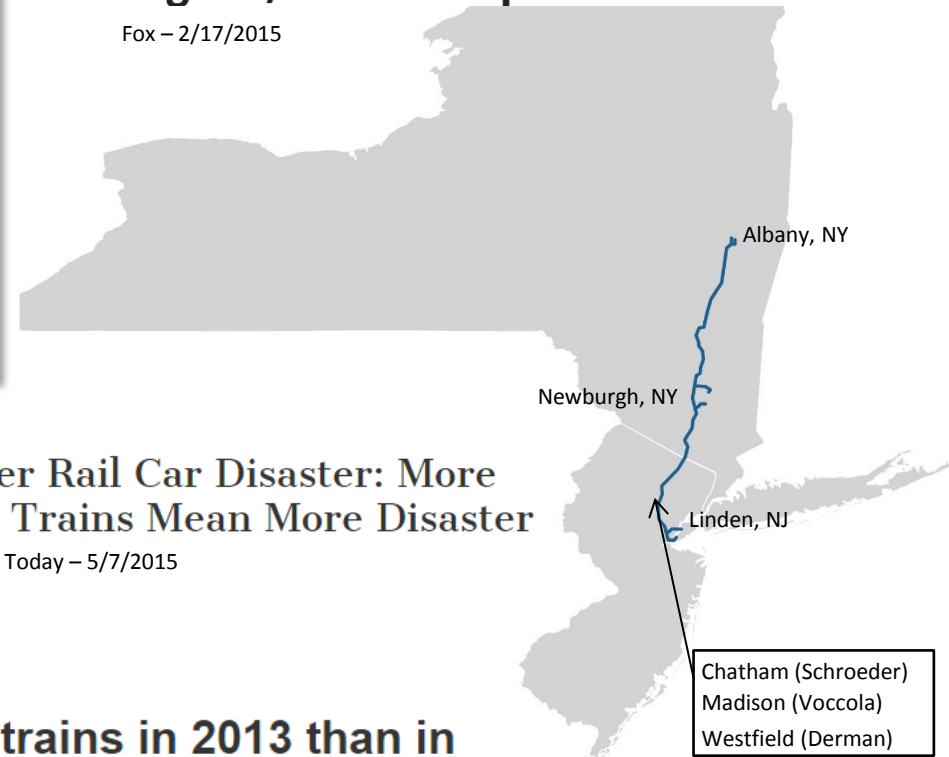 Fox – 2/17/2015
Albany, NY
Newburgh, NY
er Rail Car Disaster: More
Trains Mean More Disaster
Linden, NJ
Today – 5/7/2015
Chatham (Schroeder)
Madison (Voccola)
Westfield (Derman)
trains in 2013 than in